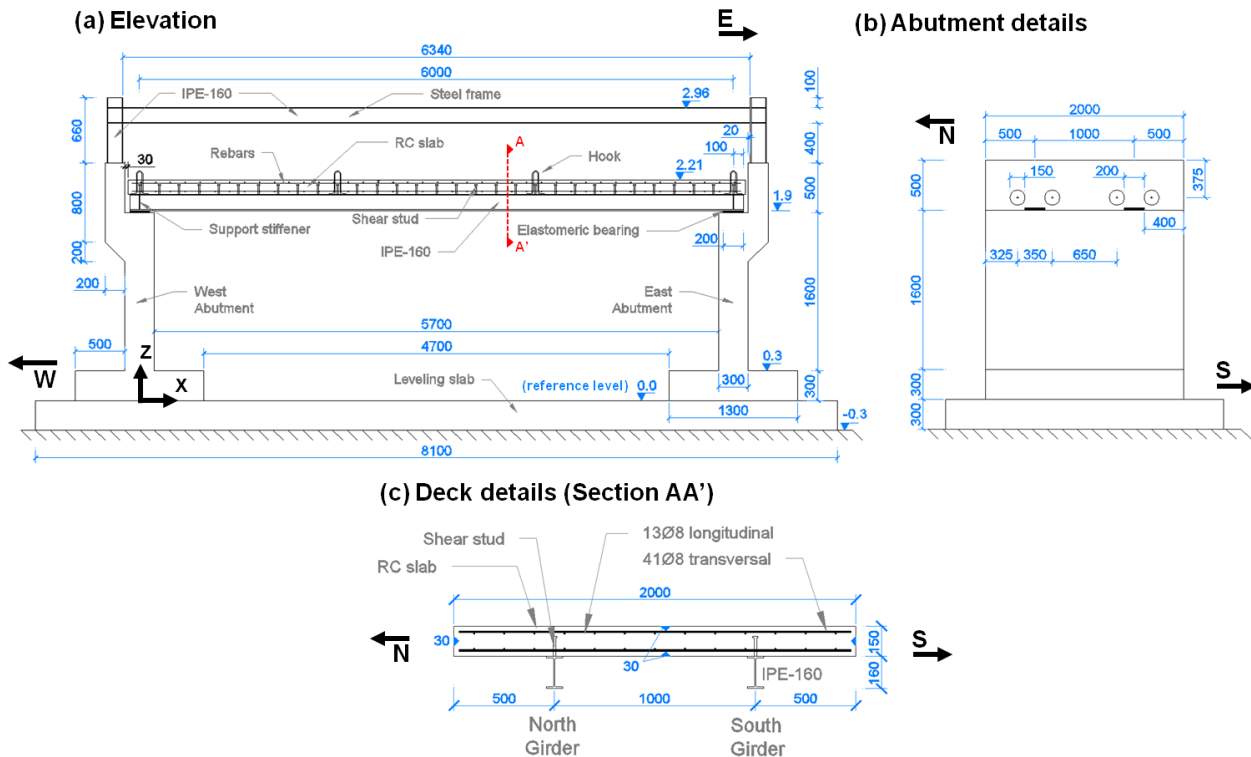 (a) Elevation
E
(b) Abutment details
6340
6000
100
IPE-160
Steel frame
2.96
660
20
400
100
30
Rebars
RC slab
A
Hook
2.21
500
800
1.9
Support stiffener
Shear stud
Elastomeric bearing
IPE-160
A'
200
200
200
West
Abutment
East
Abutment
1600
5700
500
4700
W
Z
X
Leveling slab
(reference level)
0.0
300
0.3
300
1300
-0.3
8100
N
2000
500
1000
500
150
200
375
500
400
325
350
650
1600
S
300
300
(c) Deck details (Section AA’)
Shear stud
RC slab
13Ø8 longitudinal
41Ø8 transversal
2000
N
30
30
150
160
S
IPE-160
500
1000
500
North
Girder
South
Girder